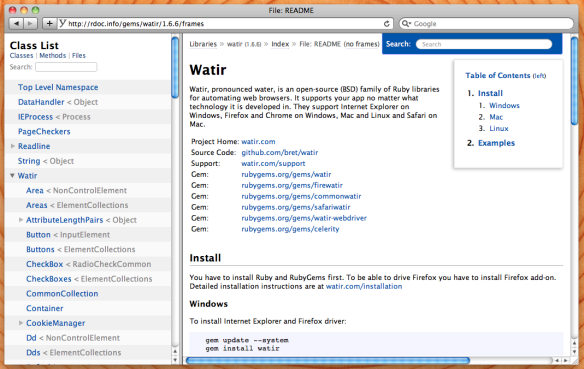 File: README
http://rdoc.info/gems/watir/1.6.6/frames
Google
Class List
Classes | Methods | Files
Search:
Top Level Namespace
DataHandler < Object
IEProcess < Process
PageCheckers
Readline
String < Object
Watir
Area < NonControlElement
Areas < ElementCollections
AttributeLengthPairs < Object
Button < InputElement
Buttons < ElementCollections
CheckBox < RadioCheckCommon
CheckBoxes < ElementCollections
CommonCollection
Container
CookieManager
Dd < NonControlElement
Dds < ElementCollections
Libraries » watir (1.6.6) » Index » File: README (no frames)
Search: Search
Watir
Watir, pronounced water, is an open-source (BSD) family of Ruby libraries
for automating web browsers. It supports your app no matter what
technology it is developed in. They support Internet Explorer on
Windows, Firefox and Chrome on Windows, Mac and Linux and Safari on
Mac.
Table of Contents (left)
1. Install
1. Windows
2. Mac
3. Linux
2. Examples
Project Home: watir.com
Source Code: github.com/bret/watir
Support: watir.com/support
Gem: rubygems.org/gems/watir
Gem: rubygems.org/gems/firewatir
Gem: rubygems.org/gems/commonwatir
Gem: rubygems.org/gems/safariwatir
Gem: rubygems.org/gems/watir-webdriver
Gem: rubygems.org/gems/celerity
Install
You have to install Ruby and RubyGems first. To be able to drive Firefox you have to install Firefox add-on.
Detailed installation instructions are at watir.com/installation
Windows
To install Internet Explorer and Firefox driver:
gem update --system
gem install watir